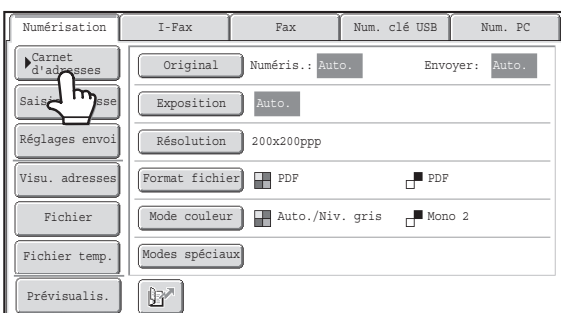 Numérisation I-Fax Fax Num. clé USB Num. PC
Carnet
d'adresses
Original Numéris.: Auto. Envoyer: Auto.
Exposition Auto.
Réglages envoi
Résolution 200x200ppp
Visu. adresses
Format fichier PDF PDF
Fichier
Mode couleur Auto./Niv. gris Mono 2
Fichier temp.
Modes spéciaux
Prévisualis.